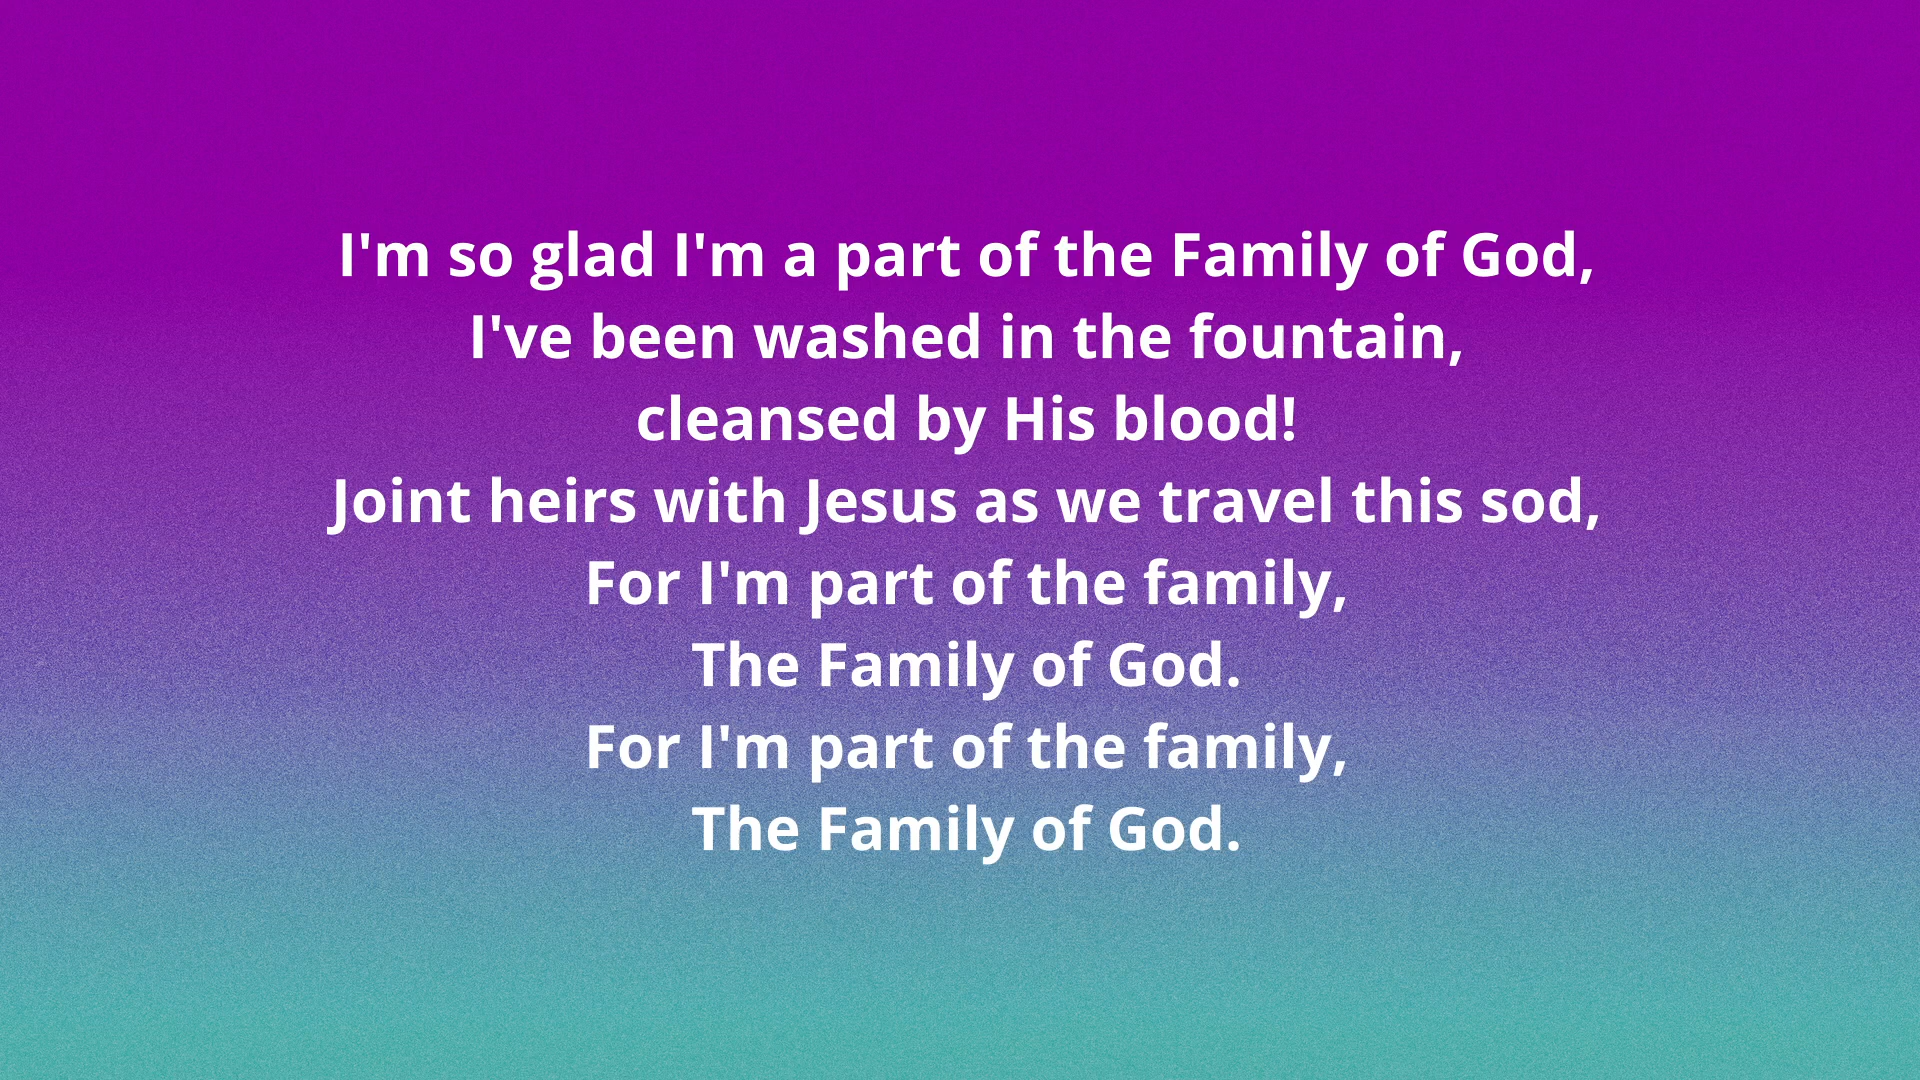 I'm so glad I'm a part of the Family of God,
I've been washed in the fountain,
cleansed by His blood!
Joint heirs with Jesus as we travel this sod,
For I'm part of the family,
The Family of God.
For I'm part of the family,
The Family of God.